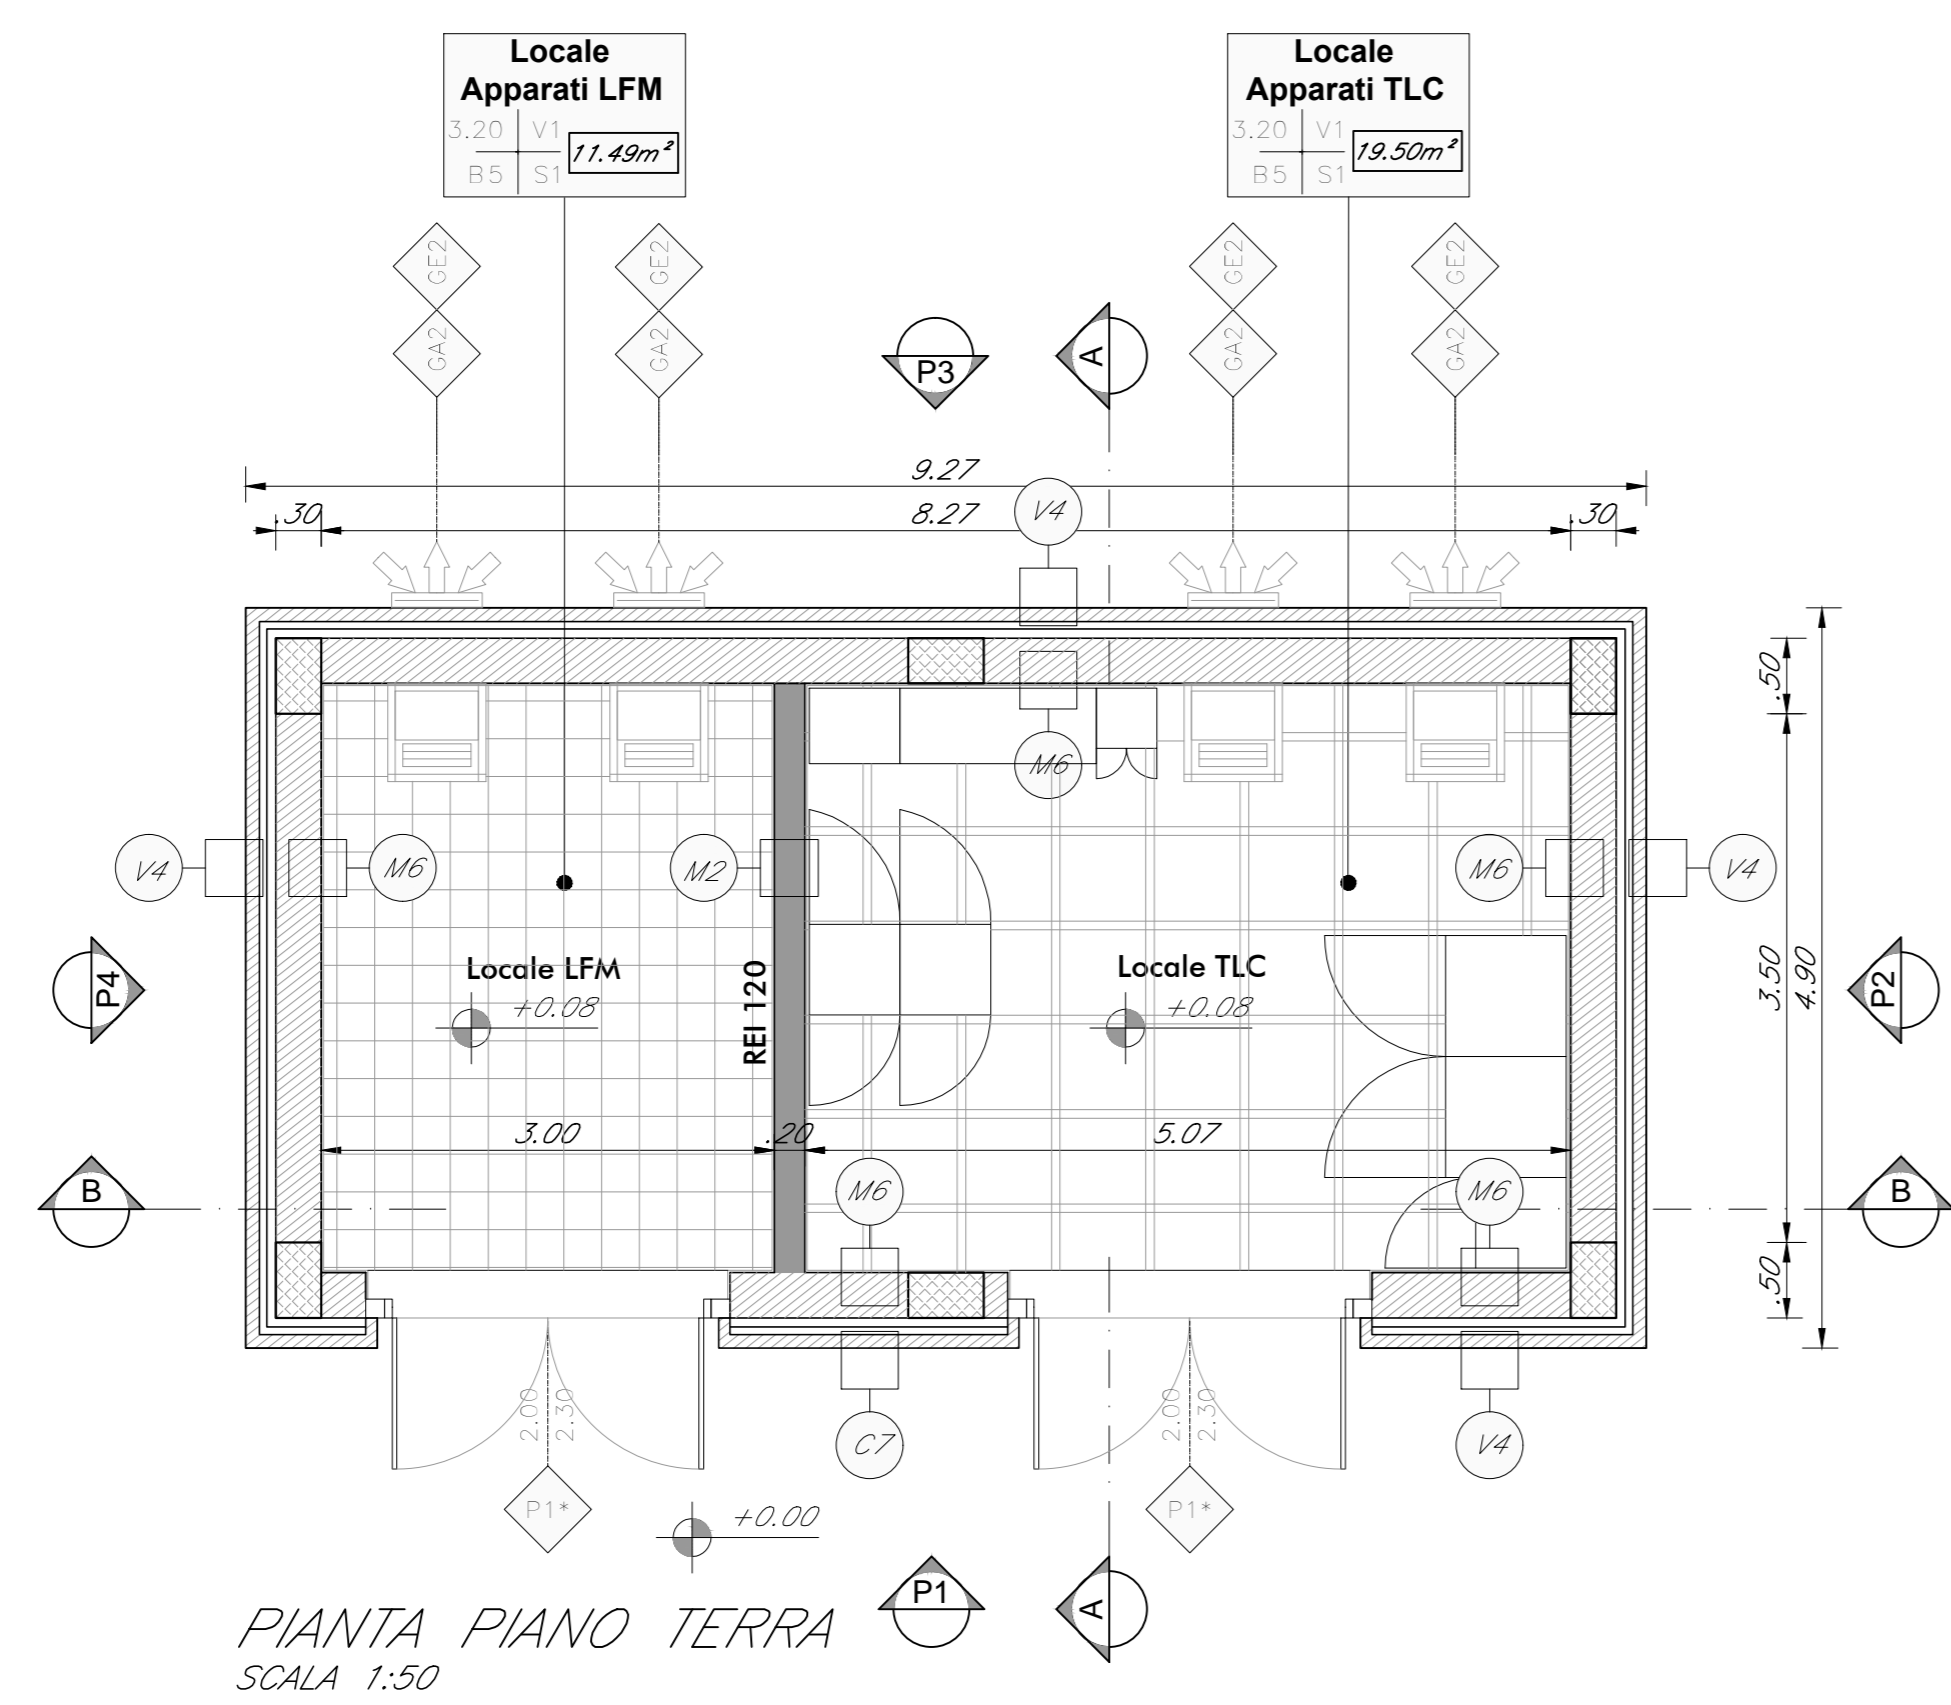 Locale
Apparati LFM
3.20 V1
11.49m²
B5 S1
Locale
Apparati TLC
3.20 V1
19.50m²
B5 S1
GE2
GE2
GE2
GE2
GA2
GA2
GA2
GA2
P3
A
9.27
.30
8.27
V4
.30
.50
M6
V4
M6
M2
M6
V4
P4
Locale LFM
+0.08
REI 120
Locale TLC
+0.08
3.50
4.90
P2
3.00
.20
5.07
B
M6
M6
B
.50
2.00
2.30
2.00
2.30
C7
V4
P1*
+0.00
P1*
P1
A
PIANTA PIANO TERRA
SCALA 1:50